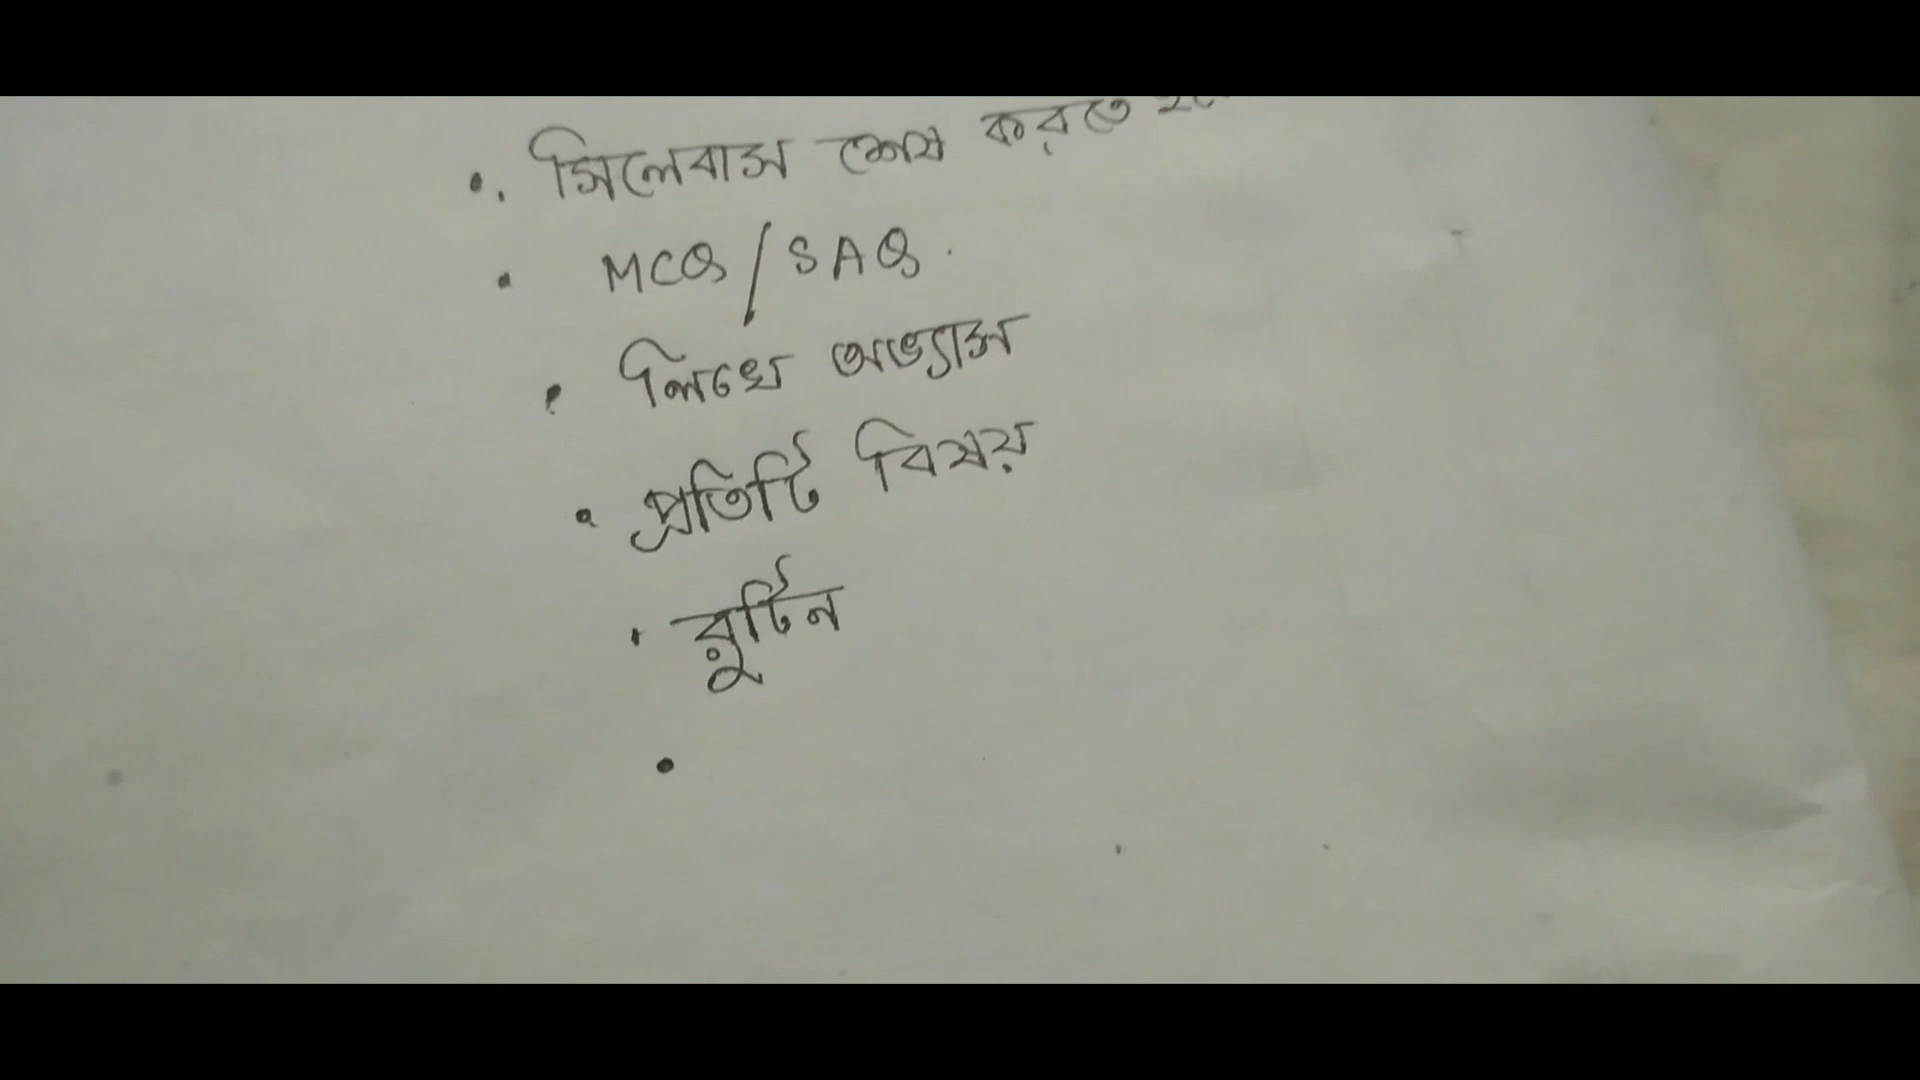 সিলেবাস শেষ করতে
MCQ/SAQ.
লিখে অভ্যাস
প্রতিটি বিষয়
রুটিন